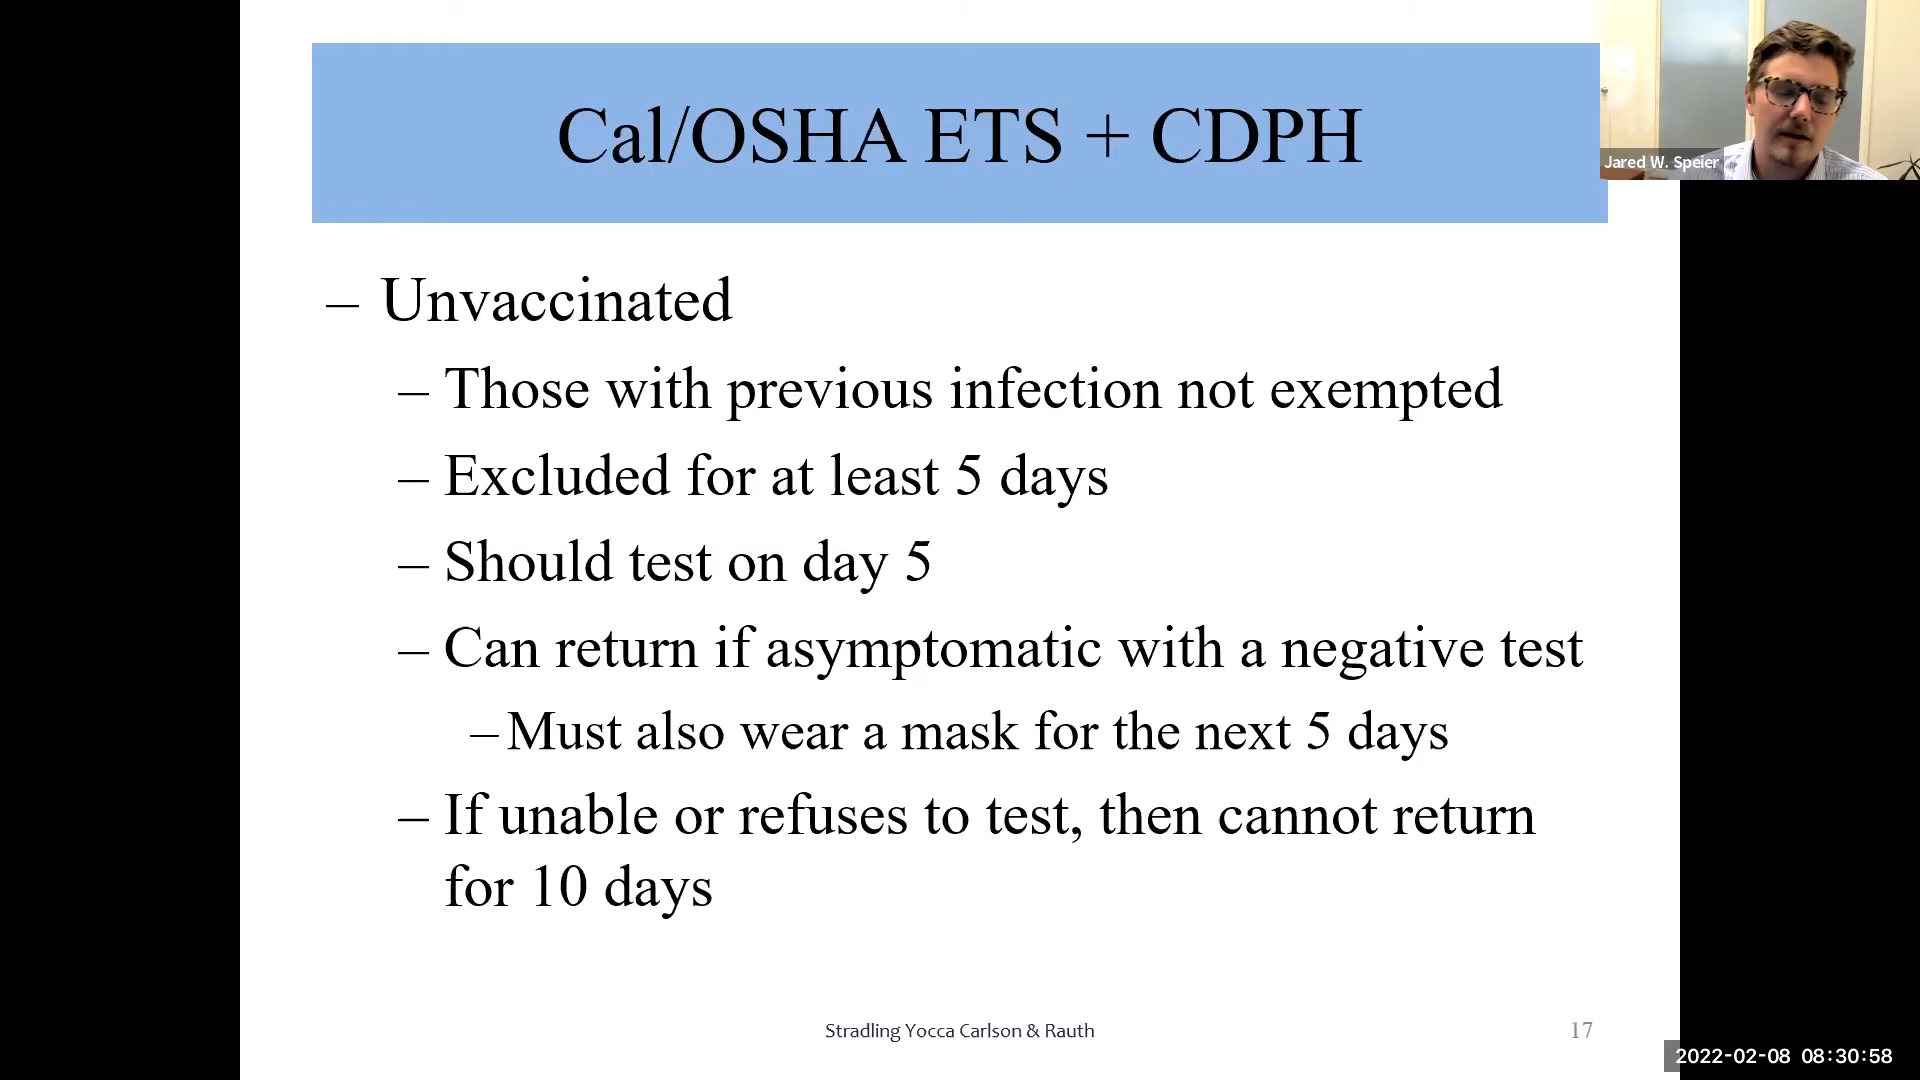 Cal/OSHA ETS + CDPH
Jared W. Speier
– Unvaccinated
– Those with previous infection not exempted
– Excluded for at least 5 days
– Should test on day 5
– Can return if asymptomatic with a negative test
– Must also wear a mask for the next 5 days
– If unable or refuses to test, then cannot return
for 10 days
Stradling Yocca Carlson & Rauth
17
2022-02-08 08:30:58